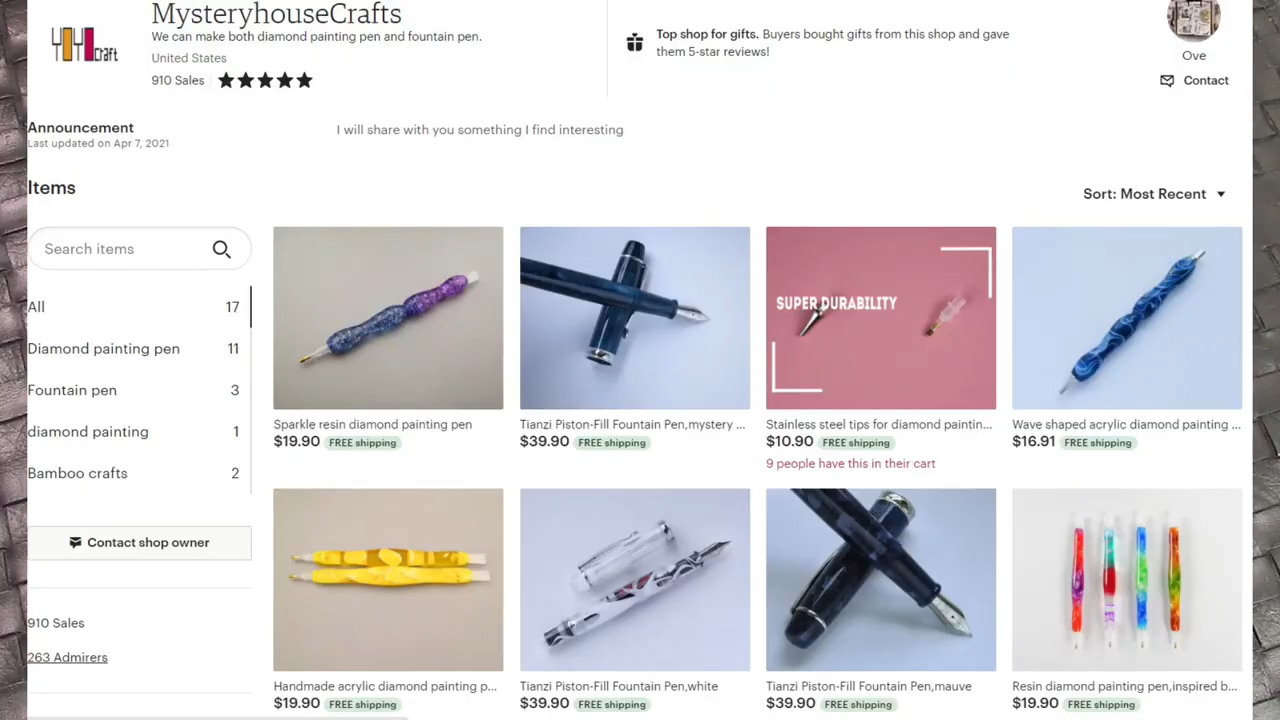 MysteryhouseCrafts
We can make both diamond painting pen and fountain pen.
United States
910 Sales
YOYO craft
Top shop for gifts. Buyers bought gifts from this shop and gave
them 5-star reviews!
Ove
Contact
Announcement
Last updated on Apr 7, 2021
I will share with you something I find interesting
Items
Sort: Most Recent
Search items
All 17
Diamond painting pen 11
Fountain pen 3
diamond painting 1
Bamboo crafts 2
Contact shop owner
910 Sales
263 Admirers
Sparkle resin diamond painting pen
$19.90 FREE shipping
Tianzi Piston-Fill Fountain Pen,mystery ...
$39.90 FREE shipping
SUPER DURABILITY
Stainless steel tips for diamond paintin...
$10.90 FREE shipping
9 people have this in their cart
Wave shaped acrylic diamond painting ...
$16.91 FREE shipping
Handmade acrylic diamond painting p...
$19.90 FREE shipping
Tianzi Piston-Fill Fountain Pen,white
$39.90 FREE shipping
Tianzi Piston-Fill Fountain Pen,mauve
$39.90 FREE shipping
Resin diamond painting pen,inspired b...
$19.90 FREE shipping